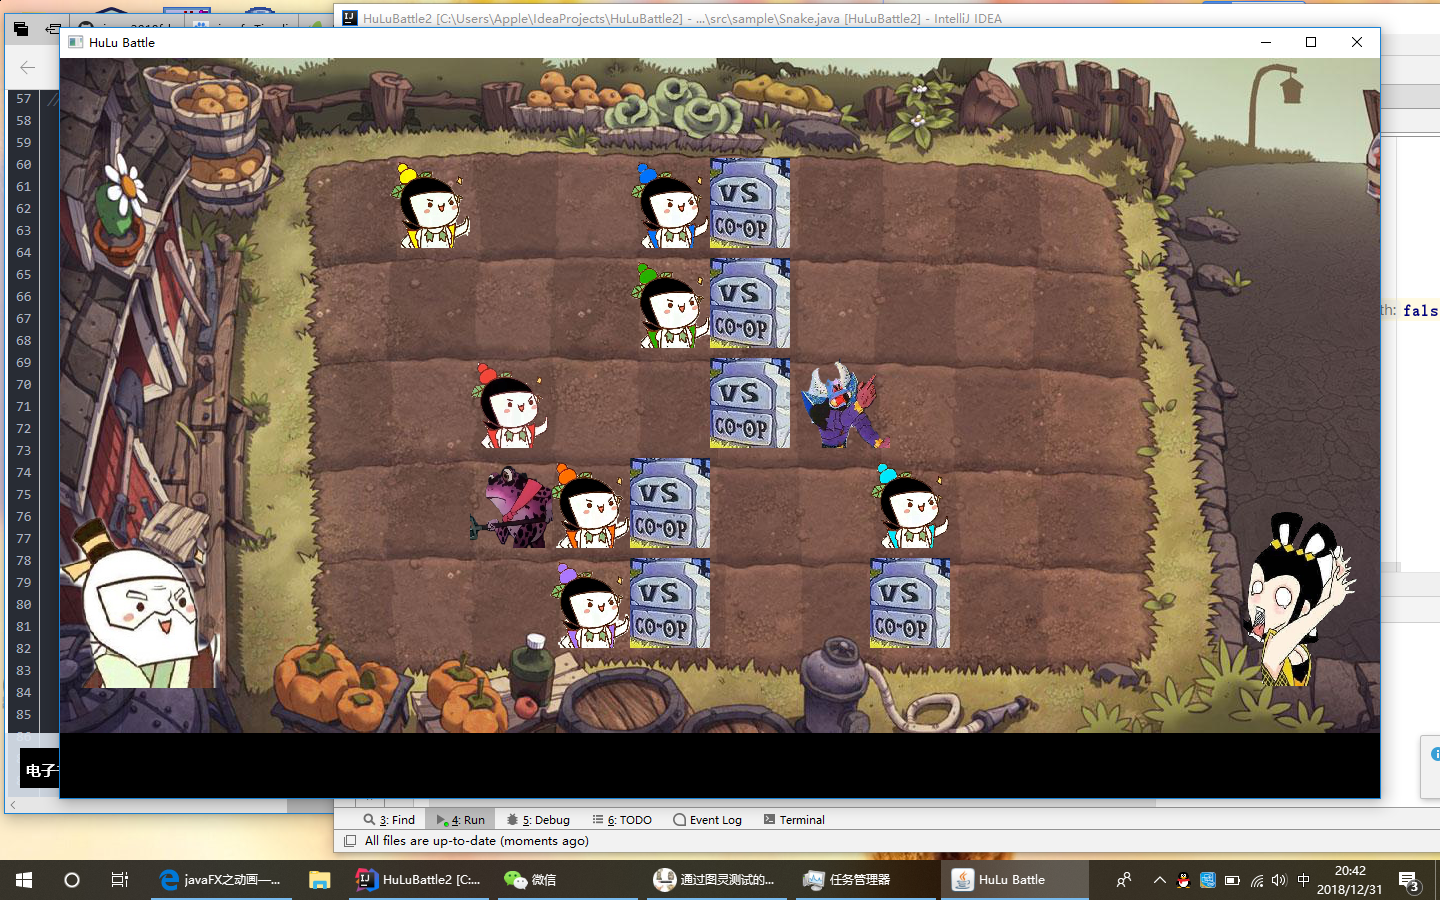 HuLuBattle2 [C:\Users\Apple\IdeaProjects\HuLuBattle2] - ...\src\sample\Snake.java [HuLuBattle2] - IntelliJ IDEA
HuLu Battle
57 //
58
59
60
61
62
63
64
65
66
67
68
69
70
71
72
73
74
75
76
77
78
79
80
81
82
83
84
85
86
th: fals
VS
CO-OP
VS
CO-OP
VS
CO-OP
VS
CO-OP
VS
CO-OP
VS
CO-OP
电子
3: Find
4: Run
5: Debug
6: TODO
Event Log
Terminal
All files are up-to-date (moments ago)
javaFX之动画—...
HuLuBattle2 [C:...
微信
通过图灵测试的...
任务管理器
HuLu Battle
中
20:42
2018/12/31
3